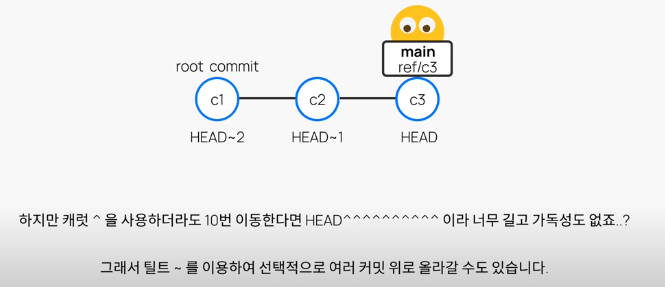 main
ref/c3
root commit
c1 c2 c3
HEAD~2 HEAD~1 HEAD
하지만 캐럿 ^ 을 사용하더라도 10번 이동한다면 HEAD^^^^^^^^^^ 이라 너무 길고 가독성도 없죠..?
그래서 틸트 ~ 를 이용하여 선택적으로 여러 커밋 위로 올라갈 수도 있습니다.